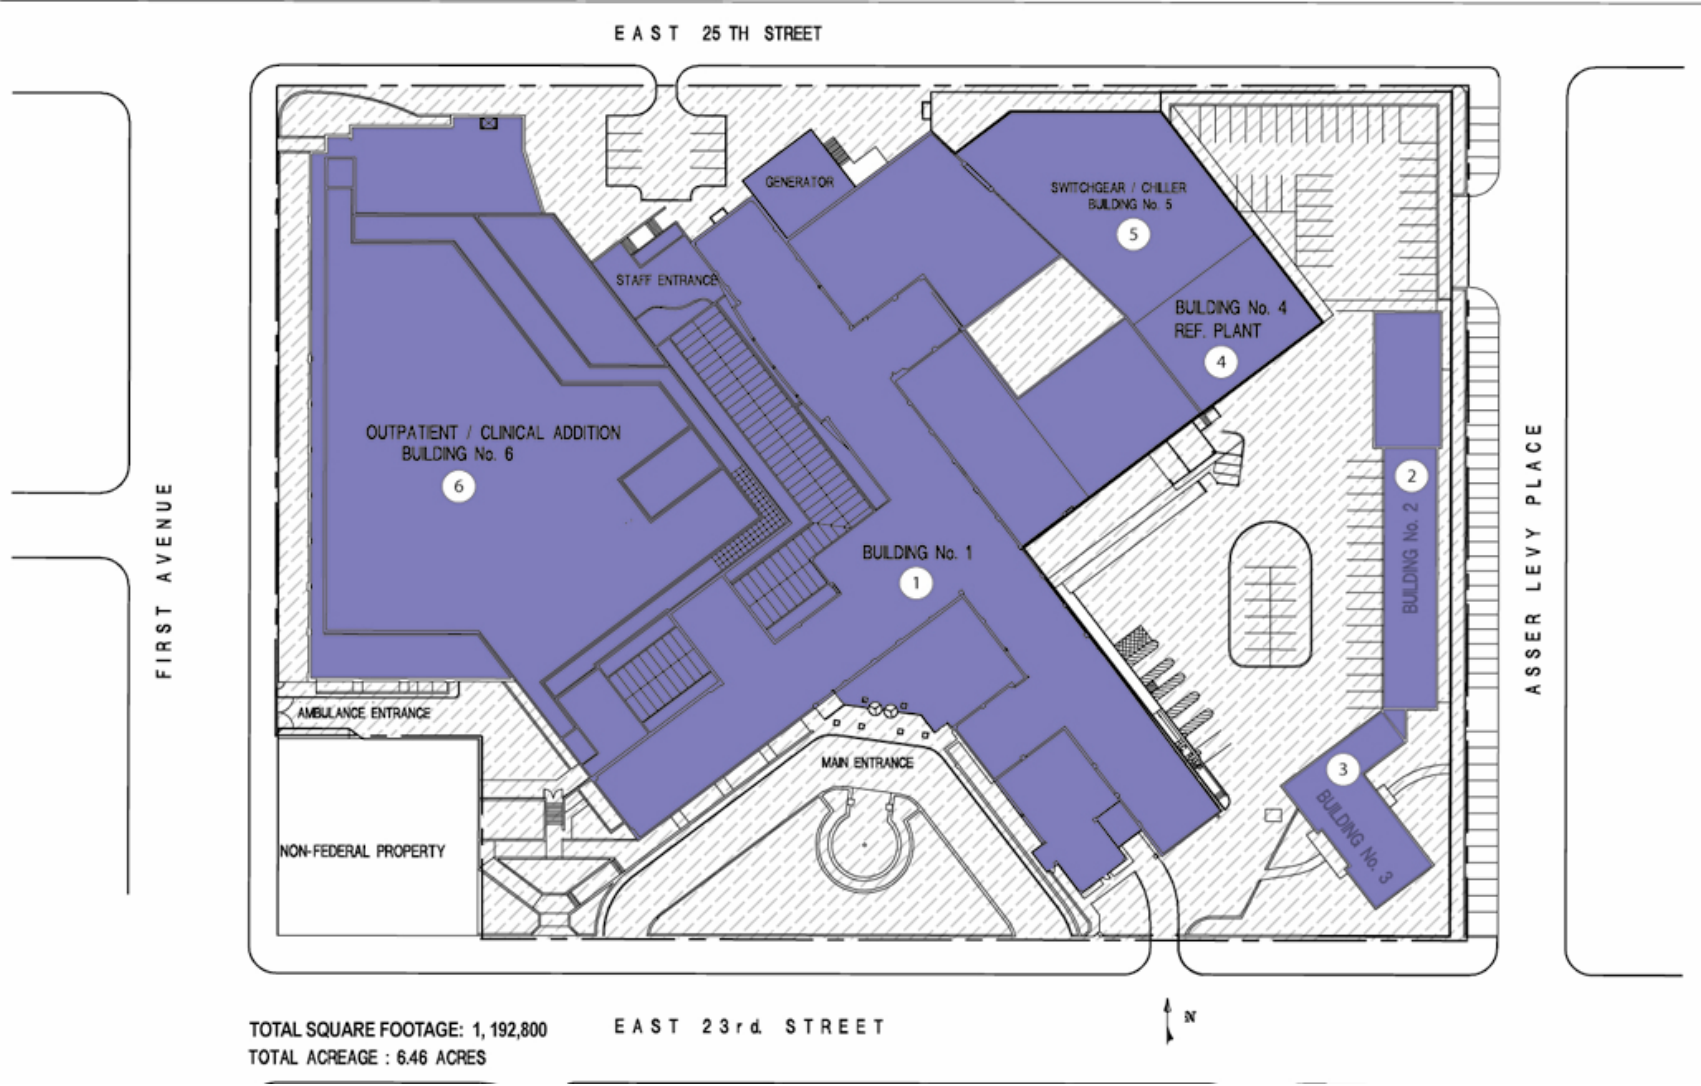 EAST 25 TH STREET
GENERATOR
SWITCHGEAR / CHILLER
BUILDING No. 5
5
STAFF ENTRANCE
BUILDING No. 4
REF. PLANT
4
OUTPATIENT / CLINICAL ADDITION
BUILDING No. 6
6
2
BUILDING No. 2
FIRST AVENUE
ASSER LEVY PLACE
BUILDING No. 1
1
AMBULANCE ENTRANCE
MAIN ENTRANCE
3
BUILDING No. 3
NON-FEDERAL PROPERTY
N
TOTAL SQUARE FOOTAGE: 1, 192,800
EAST 23rd. STREET
TOTAL ACREAGE : 6.46 ACRES